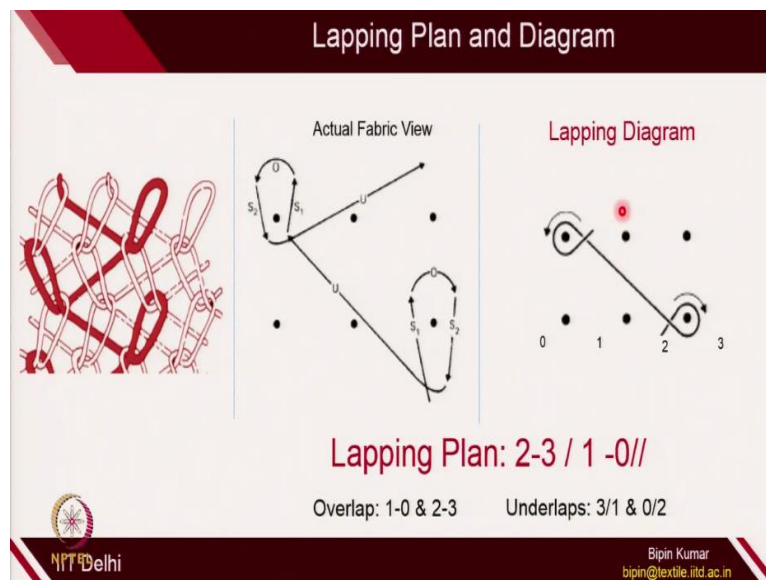 Lapping Plan and Diagram
Actual Fabric View
O
S2 S1
U
U
O
S1 S2
Lapping Diagram
0 1 2 3
Lapping Plan: 2-3 / 1 -0//
Overlap: 1-0 & 2-3 Underlaps: 3/1 & 0/2
NPTEL
IIT Delhi
Bipin Kumar
bipin@textile.iitd.ac.in